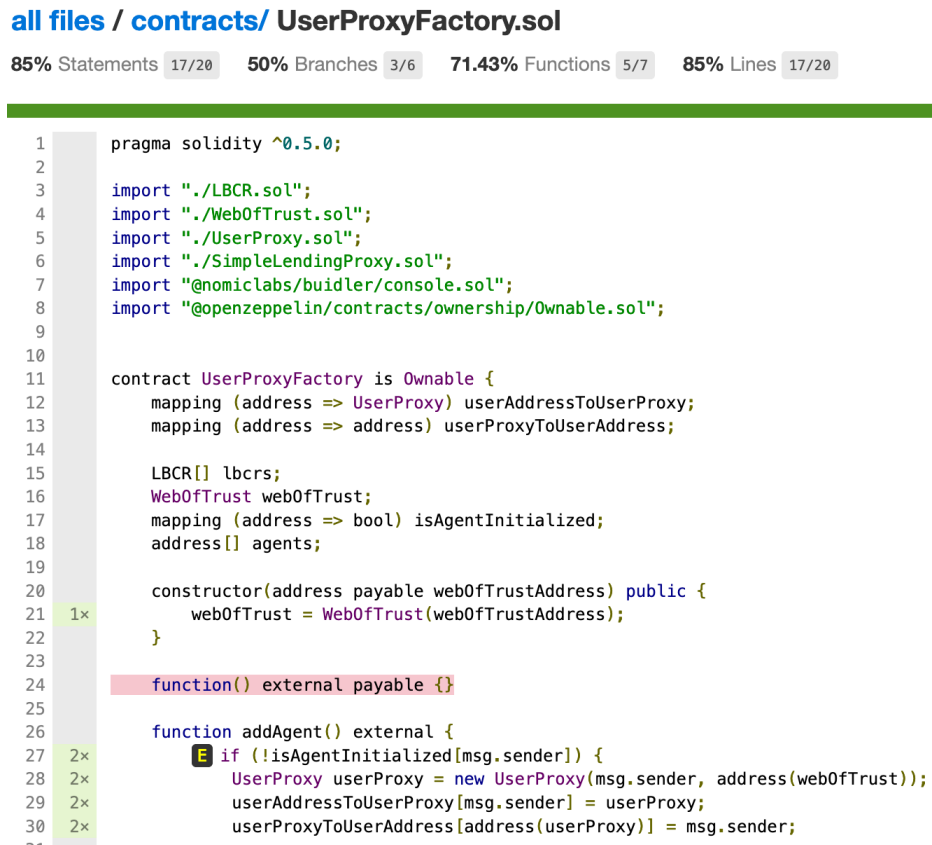 all files / contracts/ UserProxyFactory.sol
85% Statements 17/20 50% Branches 3/6 71.43% Functions 5/7 85% Lines 17/20
1 pragma solidity ^0.5.0;
2
3 import "./LBCR.sol";
4 import "./WebOfTrust.sol";
5 import "./UserProxy.sol";
6 import "./SimpleLendingProxy.sol";
7 import "@nomiclabs/buidler/console.sol";
8 import "@openzeppelin/contracts/ownership/Ownable.sol";
9
10
11 contract UserProxyFactory is Ownable {
12 mapping (address => UserProxy) userAddressToUserProxy;
13 mapping (address => address) userProxyToUserAddress;
14
15 LBCR[] lbcrs;
16 WebOfTrust webOfTrust;
17 mapping (address => bool) isAgentInitialized;
18 address[] agents;
19
20 constructor(address payable webOfTrustAddress) public {
21 1× webOfTrust = WebOfTrust(webOfTrustAddress);
22 }
23
24 function() external payable {}
25
26 function addAgent() external {
27 2× E if (!isAgentInitialized[msg.sender]) {
28 2× UserProxy userProxy = new UserProxy(msg.sender, address(webOfTrust));
29 2× userAddressToUserProxy[msg.sender] = userProxy;
30 2× userProxyToUserAddress[address(userProxy)] = msg.sender;